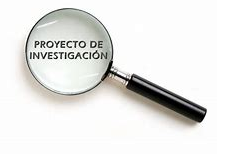 PROYECTO DE
INVESTIGACIÓN